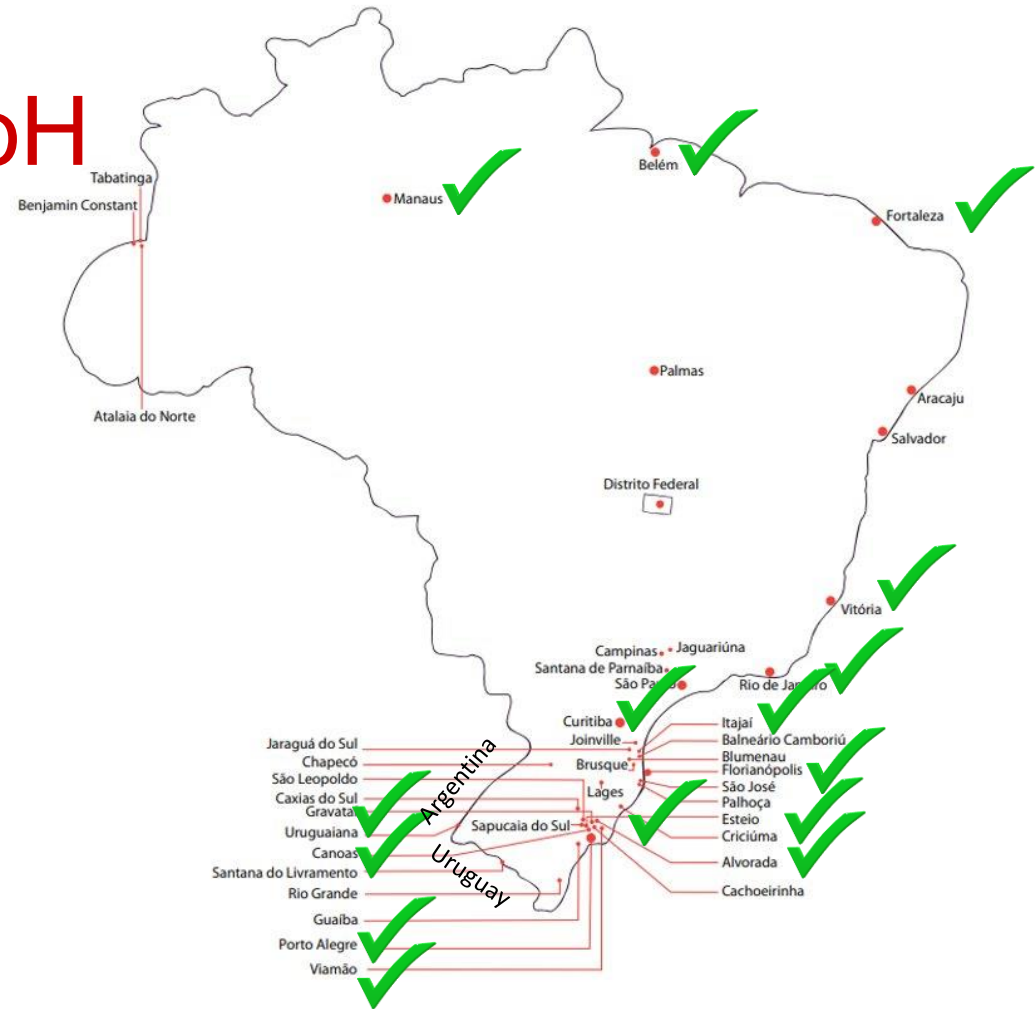 pH
Tabatinga
Benjamin Constant
Manaus
Belém
Fortaleza
Atalaia do Norte
Palmas
Aracaju
Salvador
Distrito Federal
Vitória
Campinas
Jaguariúna
Santana de Parnaíba
São Paulo
Rio de Janeiro
Curitiba
Joinville
Brusque
Lages
Sapucaia do Sul
Itajaí
Balneário Camboriú
Blumenau
Florianópolis
São José
Palhoça
Esteio
Criciúma
Alvorada
Cachoeirinha
Jaraguá do Sul
Chapecó
São Leopoldo
Caxias do Sul
Gravataí
Uruguaiana
Canoas
Santana do Livramento
Rio Grande
Guaíba
Porto Alegre
Viamão
Argentina
Uruguay